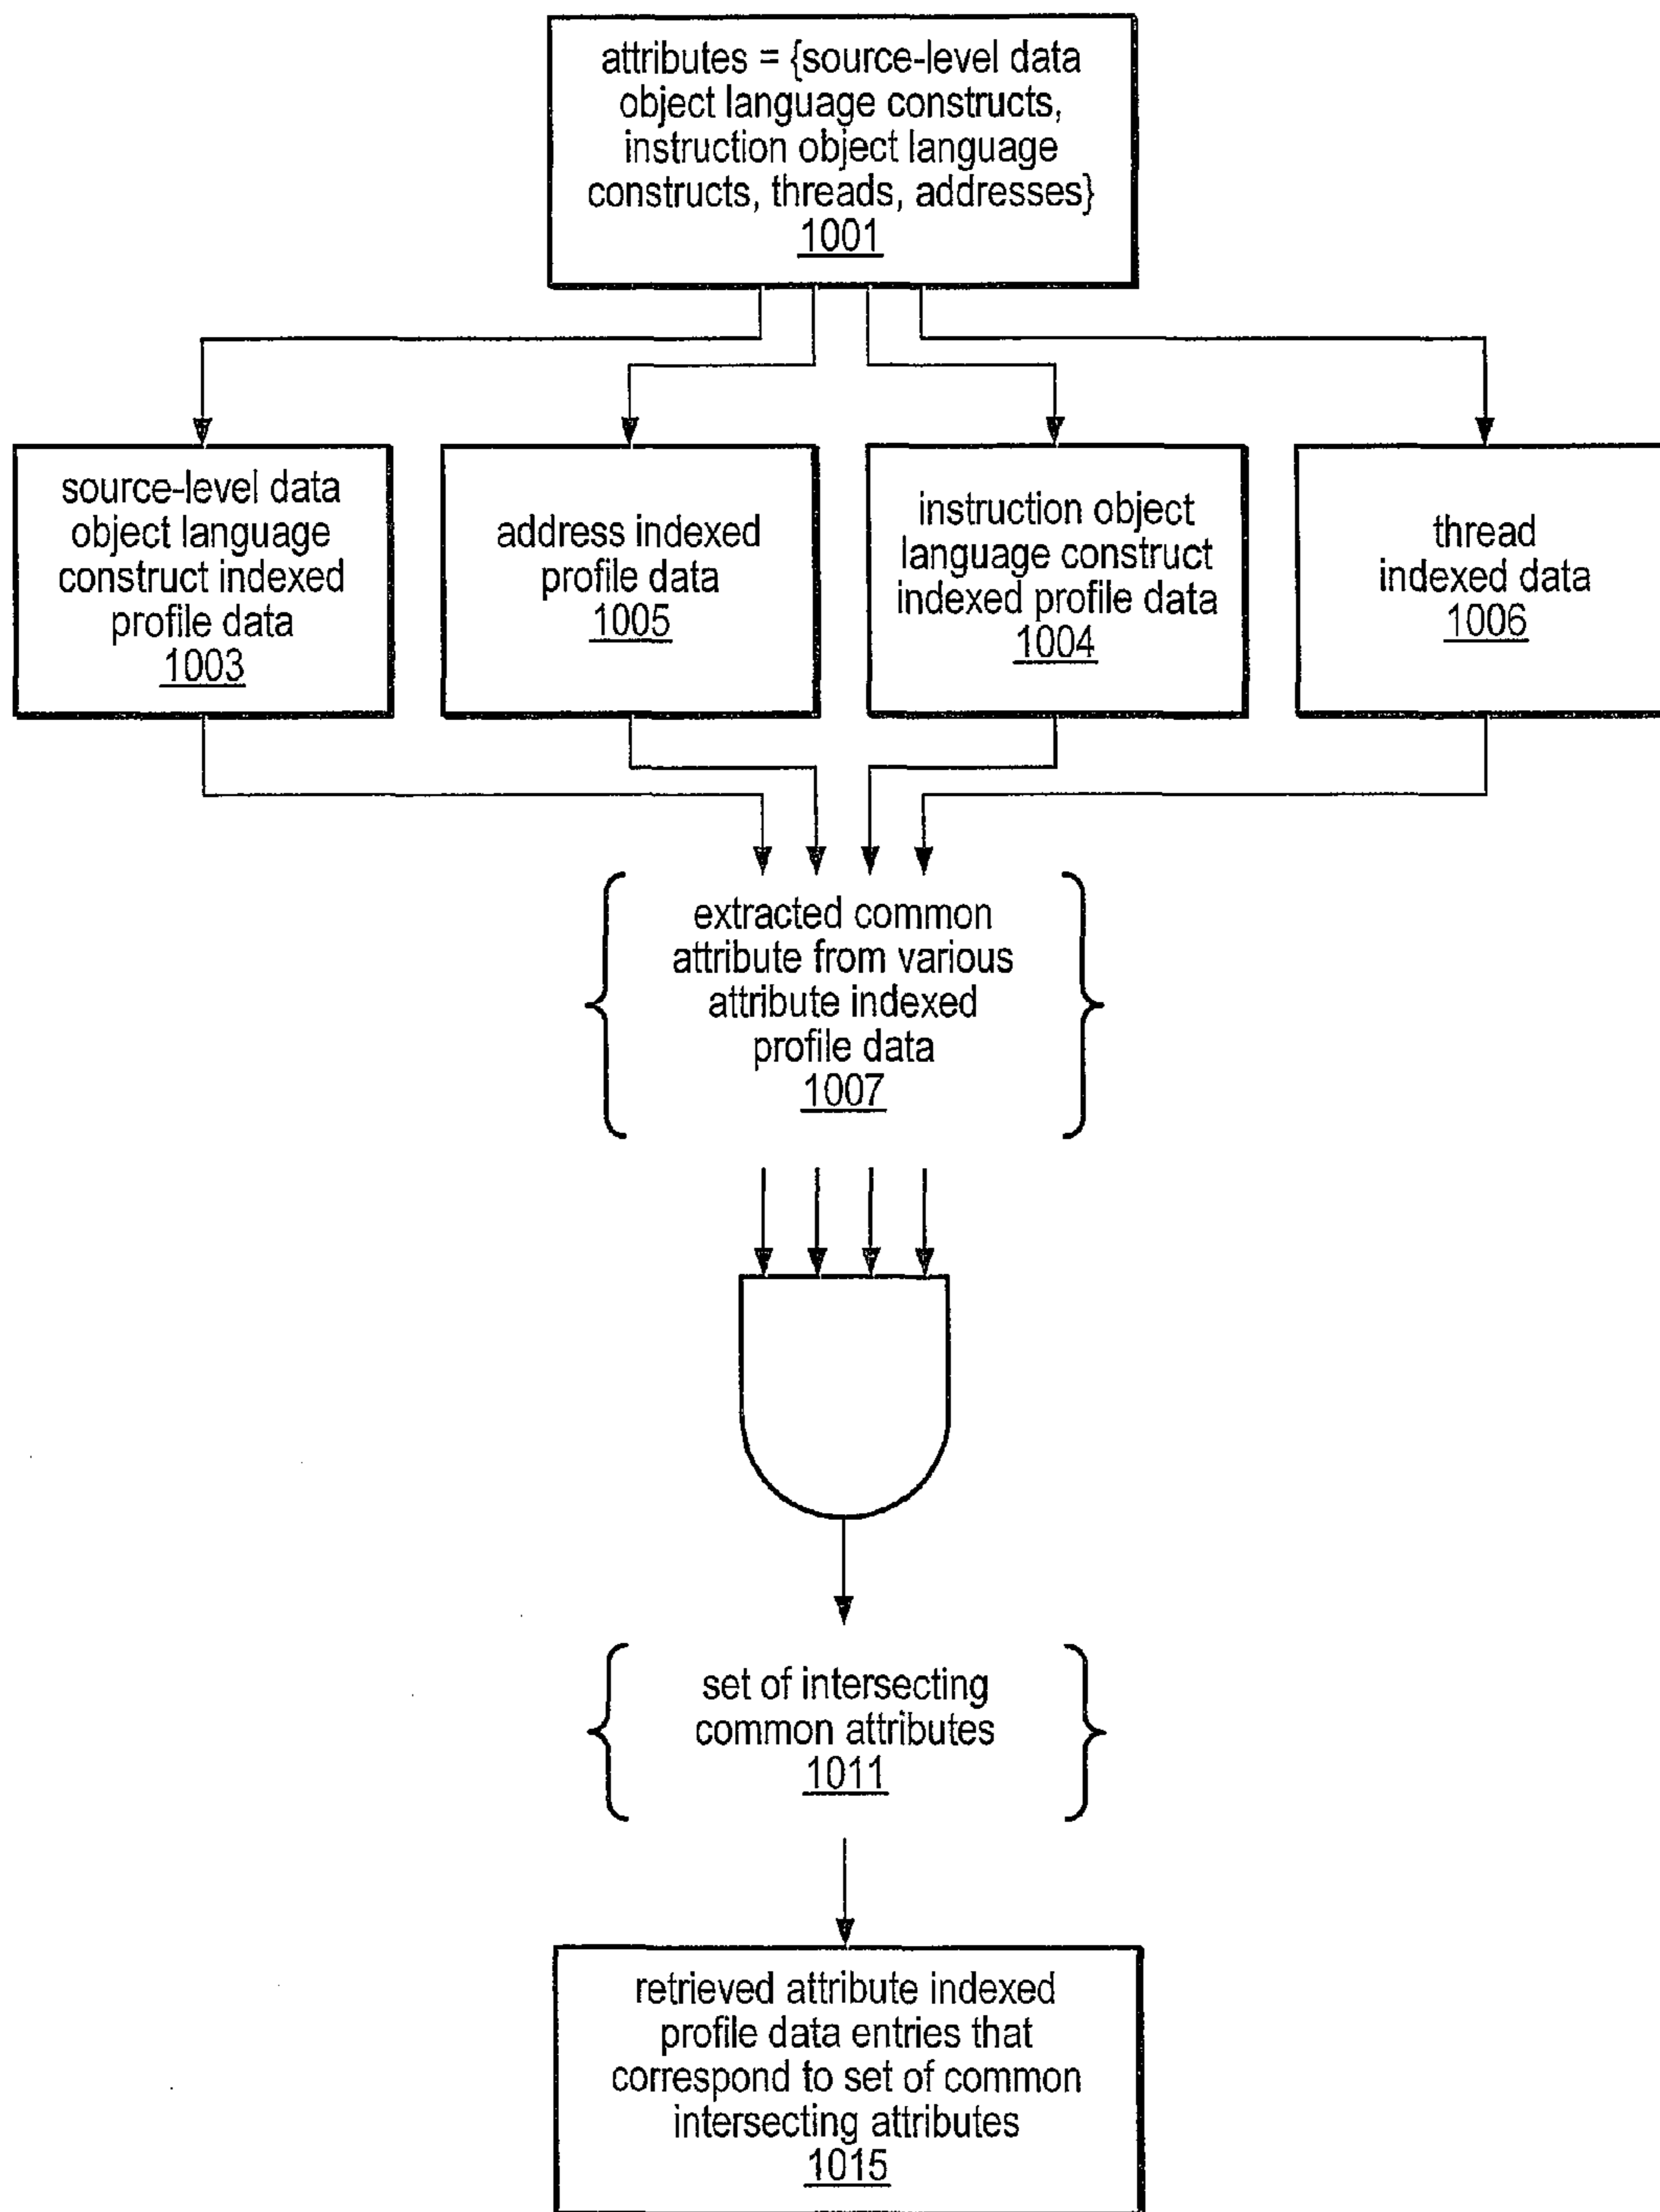 attributes = {source-level data
object language constructs,
instruction object language
constructs, threads, addresses}
1001
source-level data
object language
construct indexed
profile data
1003
address indexed
profile data
1005
instruction object
language construct
indexed profile data
1004
thread
indexed data
1006
extracted common
attribute from various
attribute indexed
profile data
1007
set of intersecting
common attributes
1011
retrieved attribute indexed
profile data entries that
correspond to set of common
intersecting attributes
1015